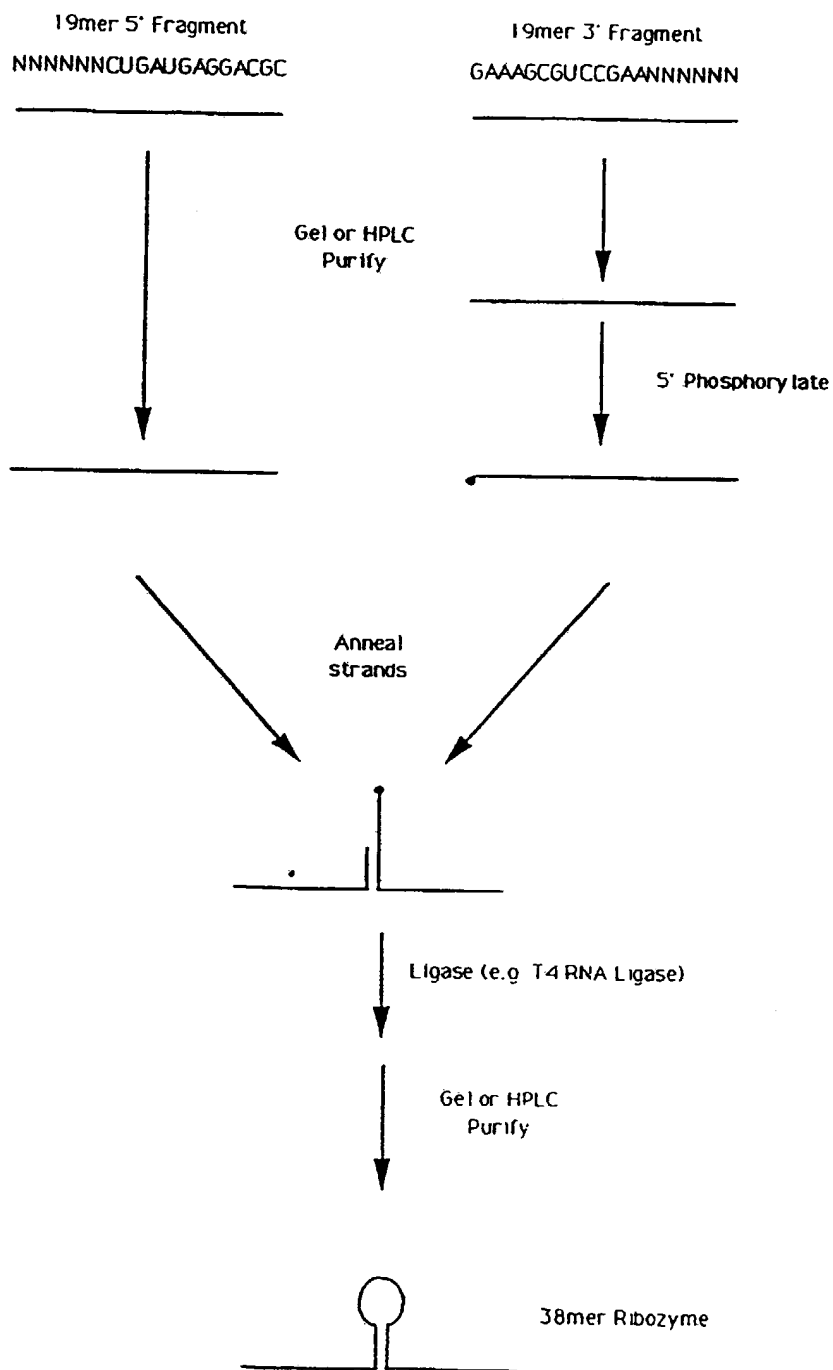 19mer 5' Fragment
NNNNNNCUGAUGAGGACGC
19mer 3' Fragment
GAAAGCGUCCGAANNNNNN
Gel or HPLC
Purify
5' Phosphorylate
Anneal
strands
Ligase (e.g T4 RNA Ligase)
Gel or HPLC
Purify
38mer Ribozyme